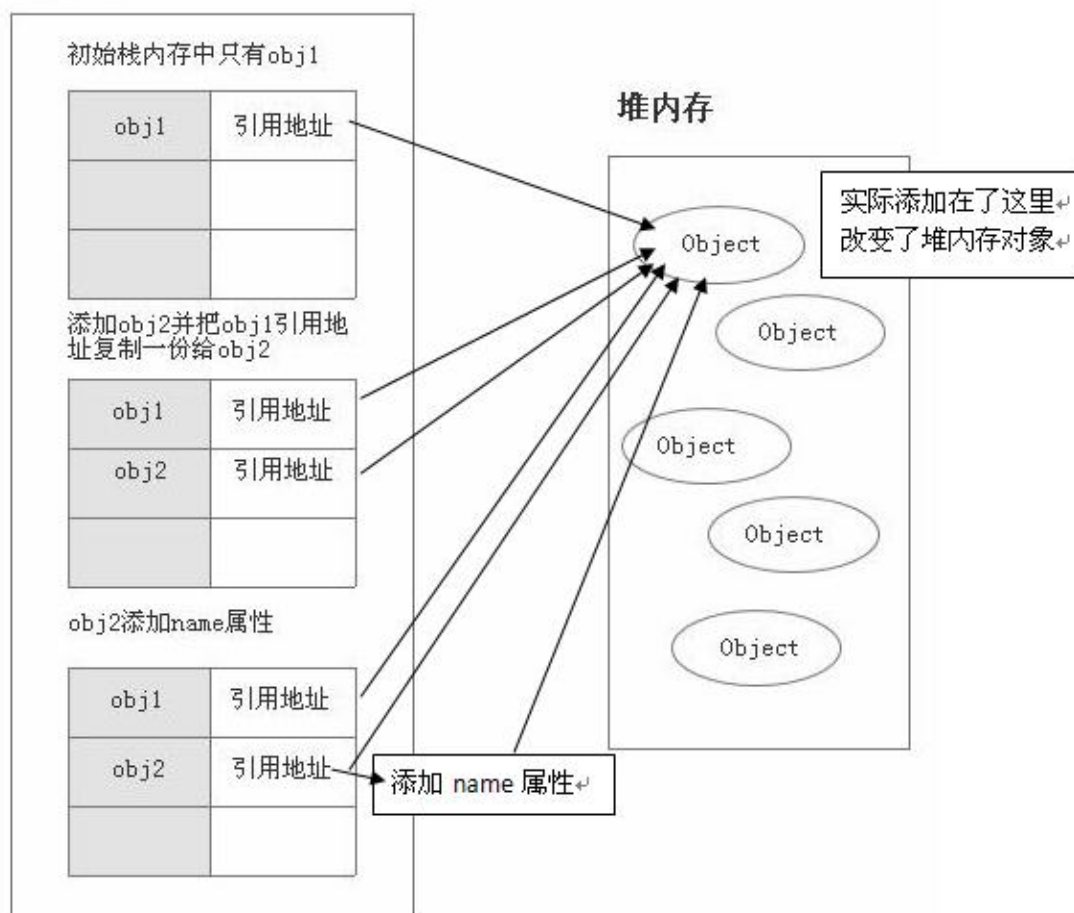 初始栈内存中只有obj1
obj1 引用地址
添加obj2并把obj1引用地
址复制一份给obj2
obj1 引用地址
obj2 引用地址
obj2添加name属性
obj1 引用地址
obj2 引用地址
添加 name 属性↵
堆内存
实际添加在了这里↵
改变了堆内存对象↵
Object
Object
Object
Object
Object